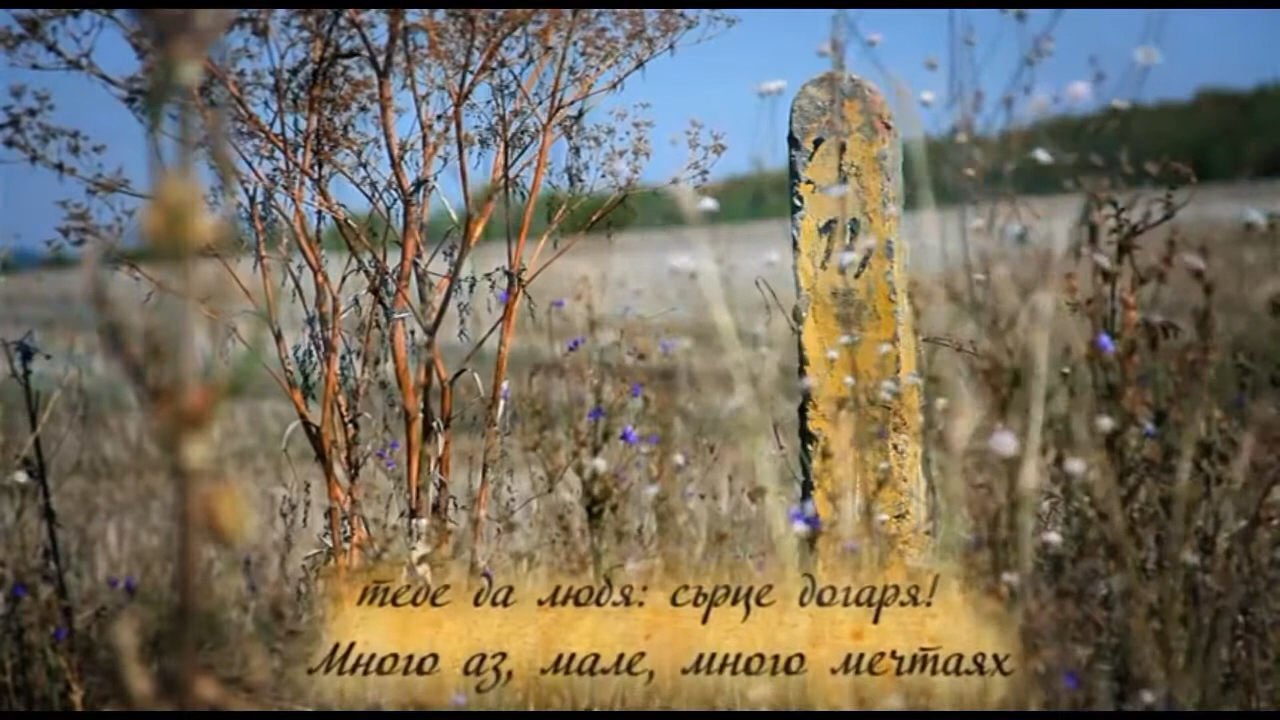 тебе да любя: сърце догаря!
Много аз, мале, много мечтаях